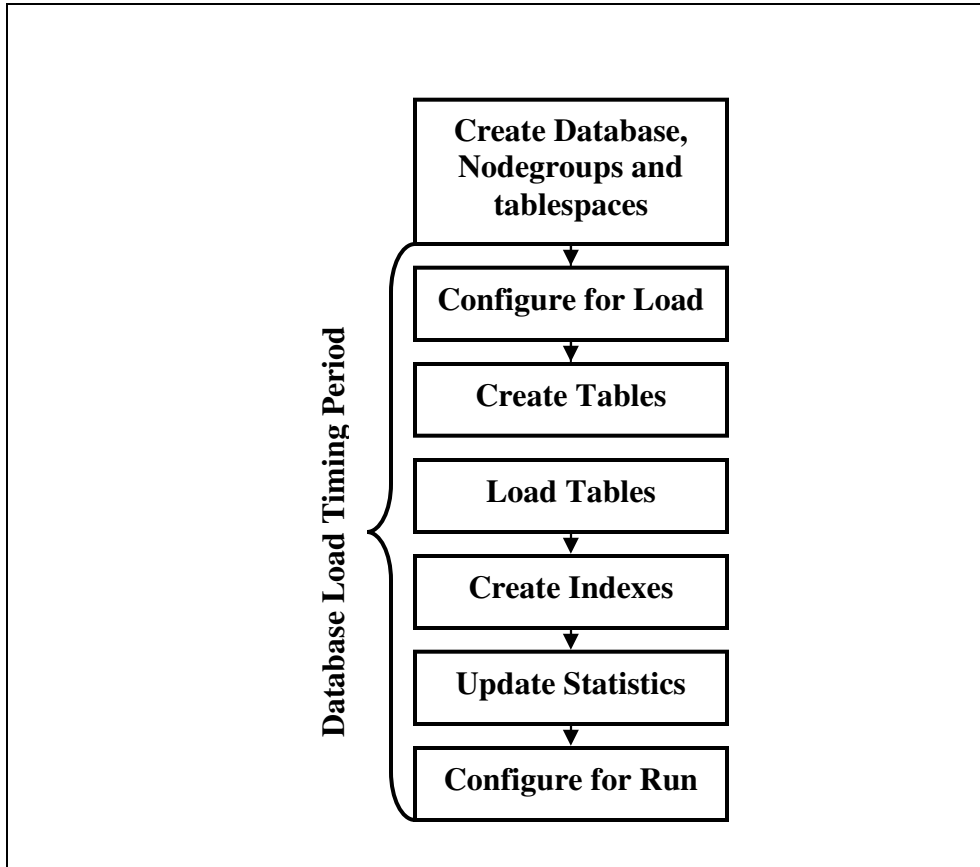 Create Database,
Nodegroups and
tablespaces
Configure for Load
Create Tables
Load Tables
Create Indexes
Update Statistics
Configure for Run
Database Load Timing Period